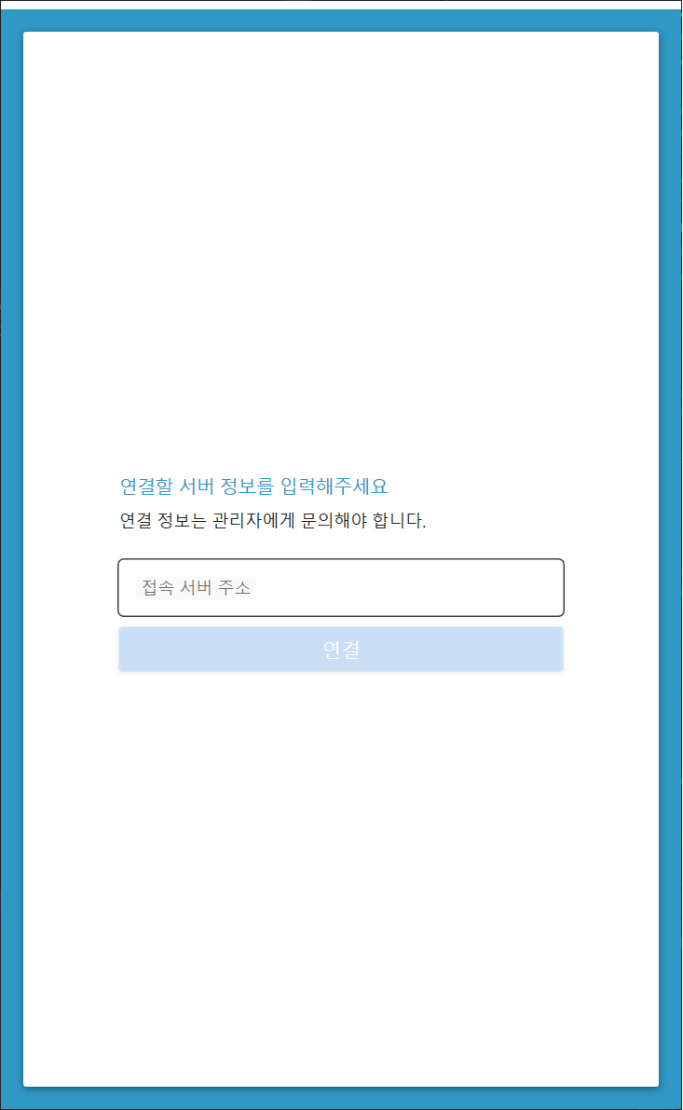 연결할 서버 정보를 입력해주세요
연결 정보는 관리자에게 문의해야 합니다.
접속 서버 주소
연결